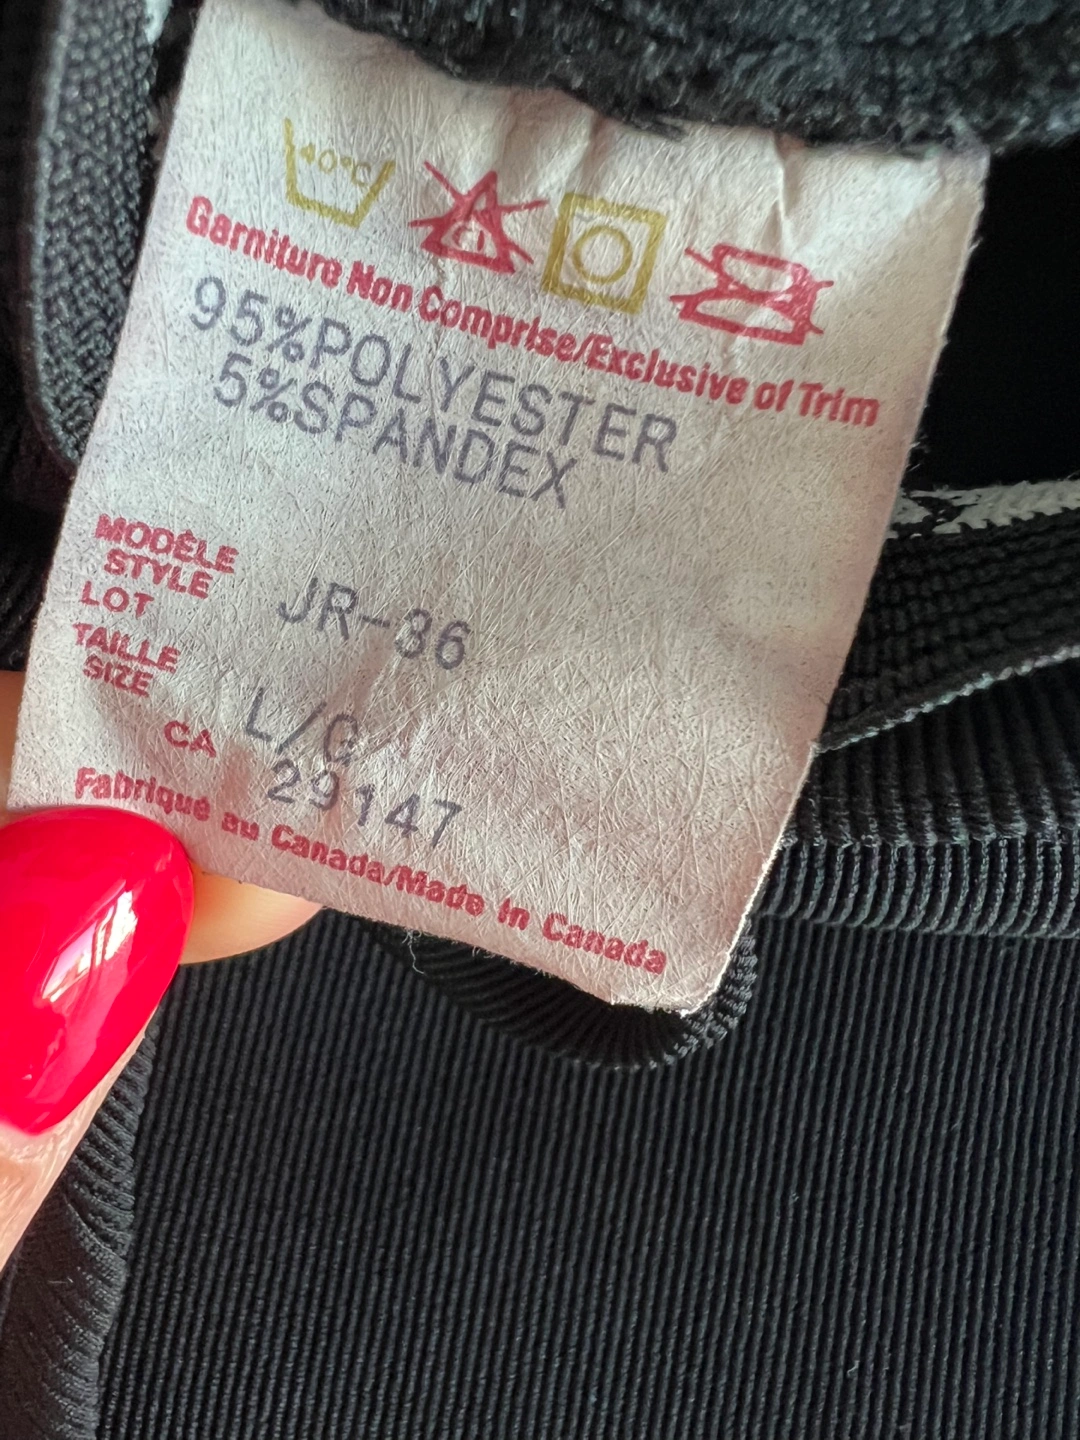 40°C
Cl
Garniture Non Comprise/Exclusive of Trim
95%POLYESTER
5%SPANDEX
MODÈLE
STYLE
JR-36
LOT
TAILLE
SIZE
L/G
CA
29147
Fabriqué au Canada/Made in Canada